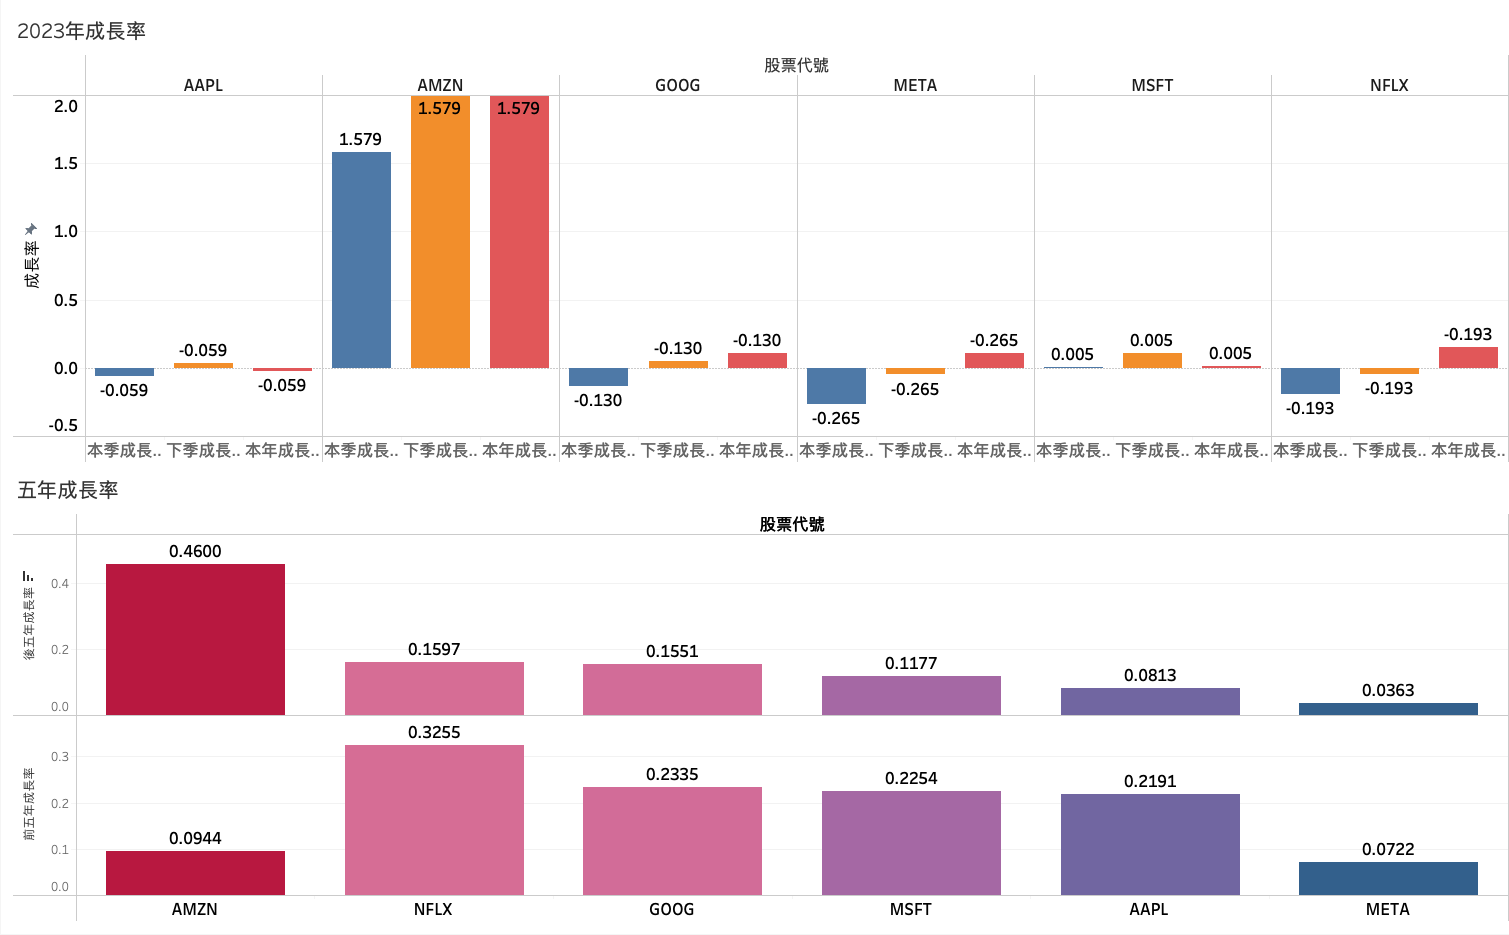 2023年成長率
股票代號
AAPL AMZN GOOG META MSFT NFLX
成長率
2.0
1.5
1.0
0.5
0.0
-0.5
-0.059 -0.059 -0.059
1.579 1.579 1.579
-0.130 -0.130 -0.130
-0.265 -0.265 -0.265
0.005 0.005 0.005
-0.193 -0.193 -0.193
本季成長.. 下季成長.. 本年成長.. 本季成長.. 下季成長.. 本年成長.. 本季成長.. 下季成長.. 本年成長.. 本季成長.. 下季成長.. 本年成長.. 本季成長.. 下季成長.. 本年成長.. 本季成長.. 下季成長.. 本年成長..
五年成長率
股票代號
後五年成長率
0.4
0.2
0.0
0.4600 0.1597 0.1551 0.1177 0.0813 0.0363
前五年成長率
0.3
0.2
0.1
0.0
0.0944 0.3255 0.2335 0.2254 0.2191 0.0722
AMZN NFLX GOOG MSFT AAPL META